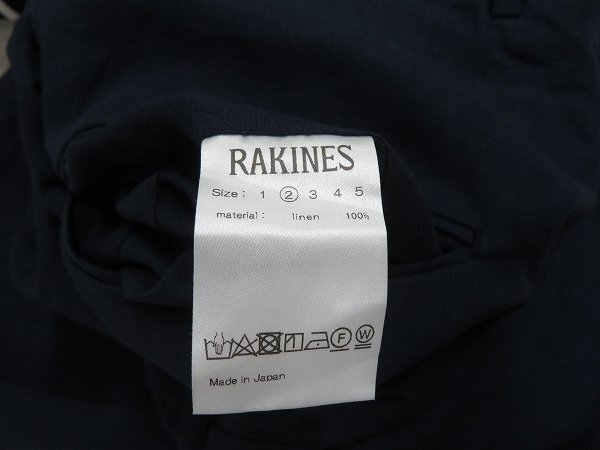 RAKINES
Size: 1 2 3 4 5
material: linen 100%
F W
Made in Japan